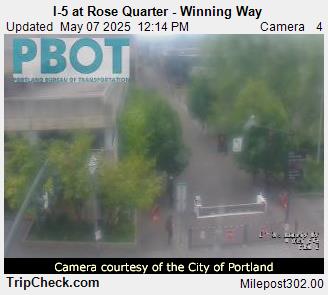 I-5 at Rose Quarter - Winning Way
Updated May 07 2025 12:14 PM Camera 4
PBOT
PORTLAND BUREAU OF TRANSPORTATION
Camera courtesy of the City of Portland
TripCheck.com Milepost302.00